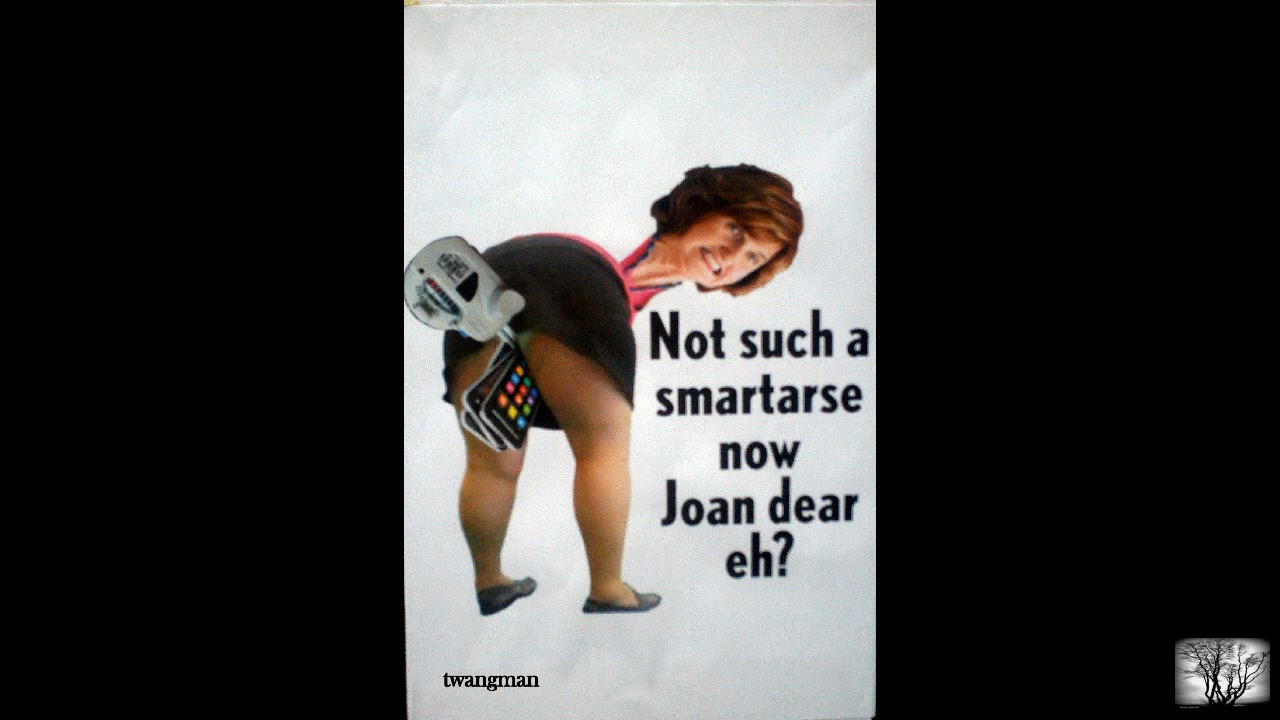 Not such a
smartarse
now
Joan dear
eh?
twangman